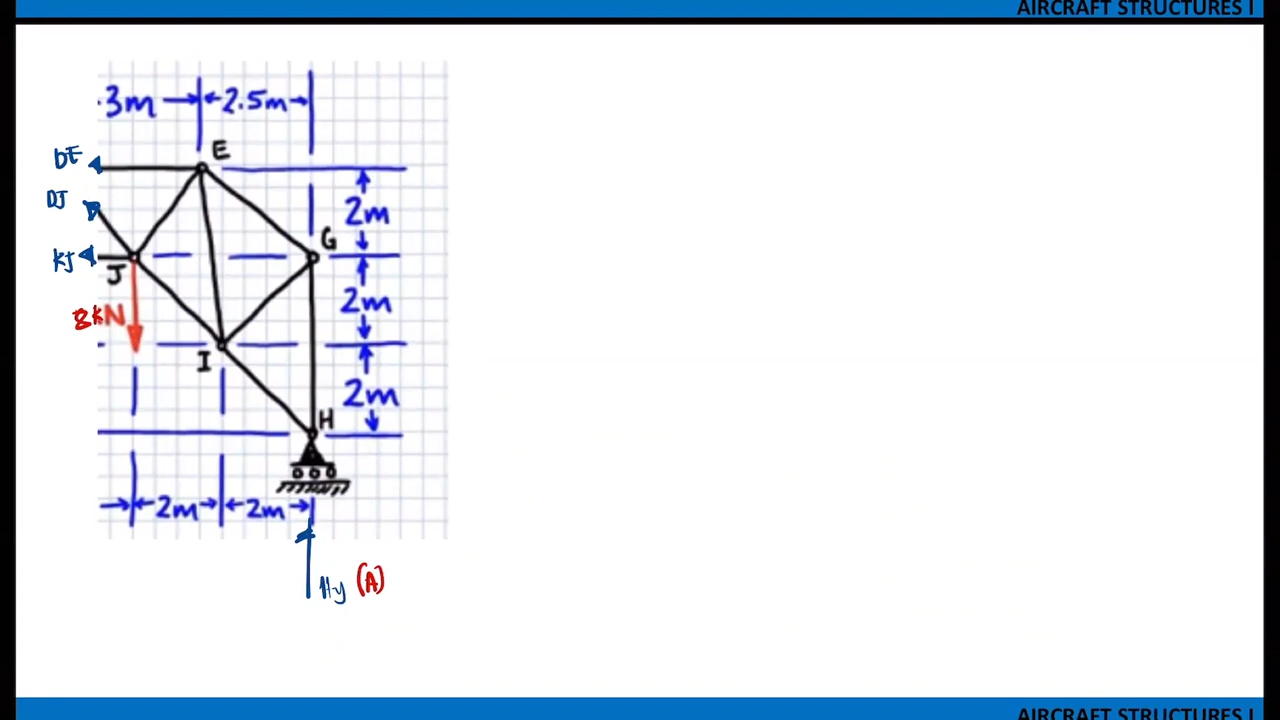 AIRCRAFT STRUCTURES I
3m
2.5m
E
DE
DJ
2m
G
KJ
J
8kN
2m
I
2m
H
2m
2m
Hy (A)
AIRCRAFT STRUCTURES I